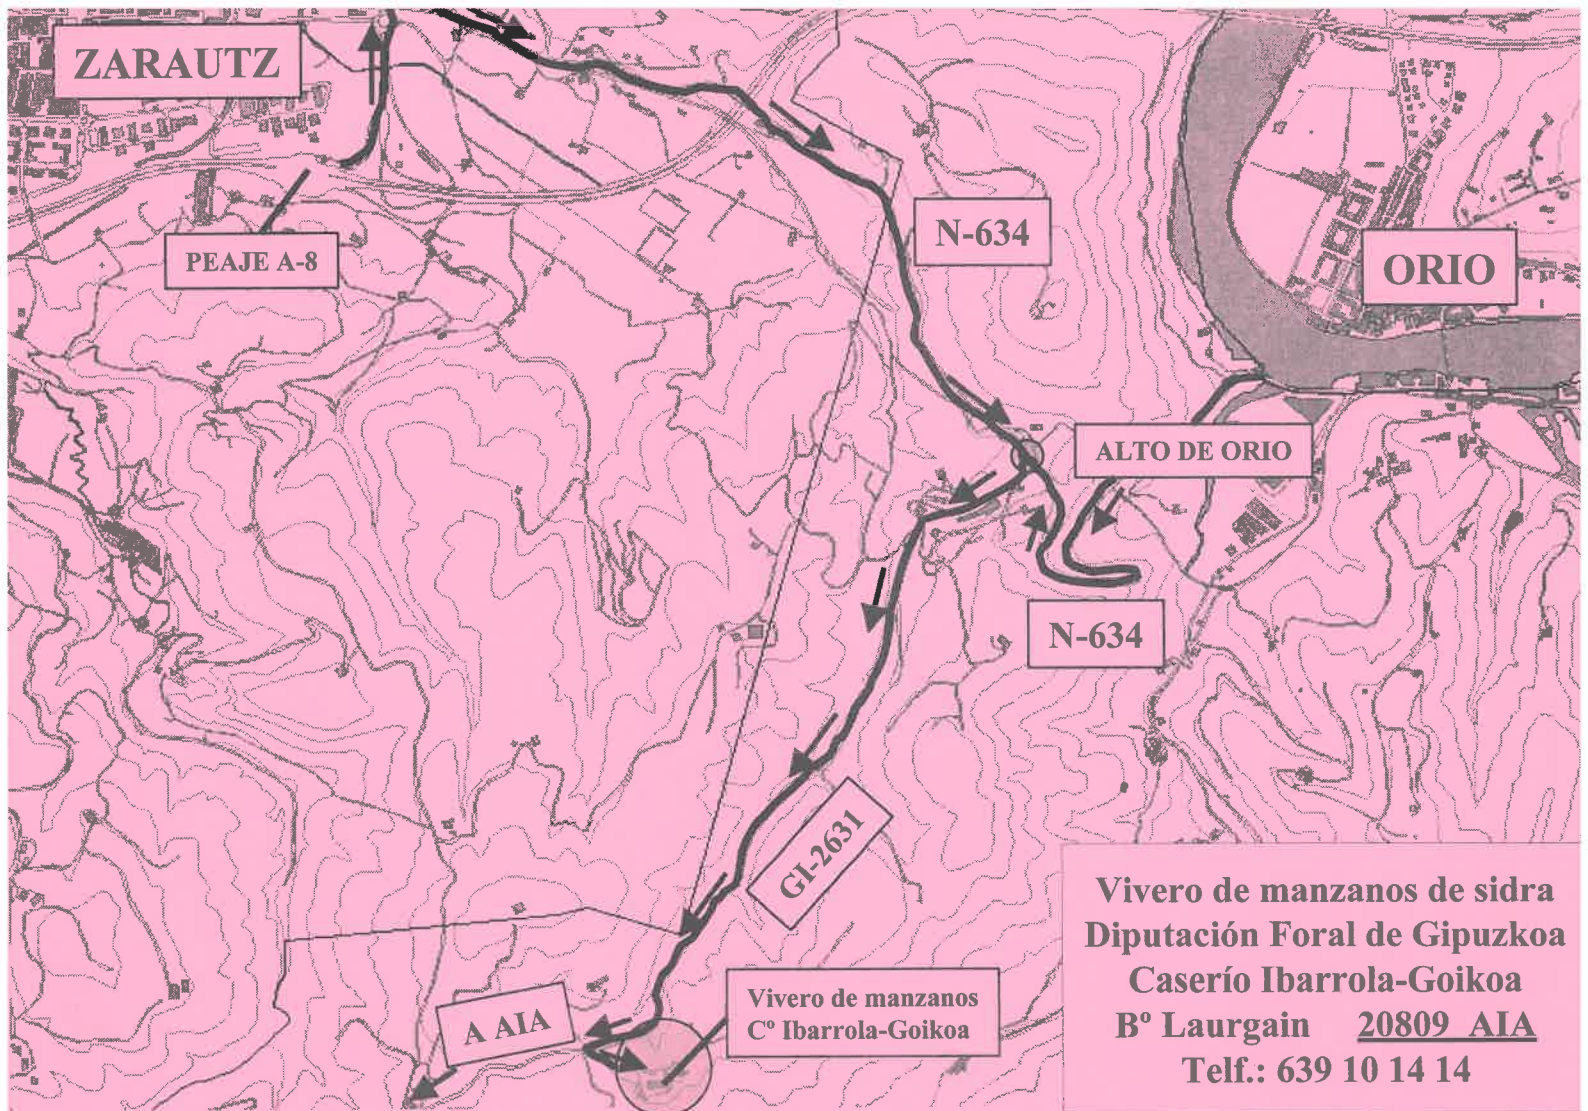 ZARAUTZ
PEAJE A-8
N-634
ORIO
ALTO DE ORIO
N-634
GI-2631
A AIA
Vivero de manzanos
Cº Ibarrola-Goikoa
Vivero de manzanos de sidra
Diputación Foral de Gipuzkoa
Caserío Ibarrola-Goikoa
Bº Laurgain 20809 AIA
Telf.: 639 10 14 14